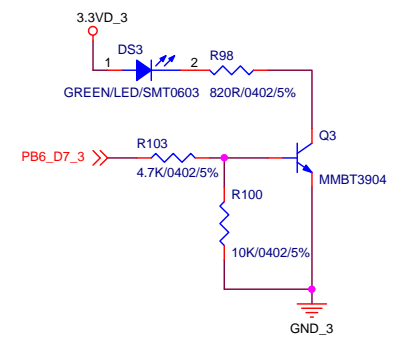 3.3VD_3
DS3
1
2
R98
GREEN/LED/SMT0603
820R/0402/5%
Q3
R103
PB6_D7_3
4.7K/0402/5%
MMBT3904
R100
10K/0402/5%
GND_3